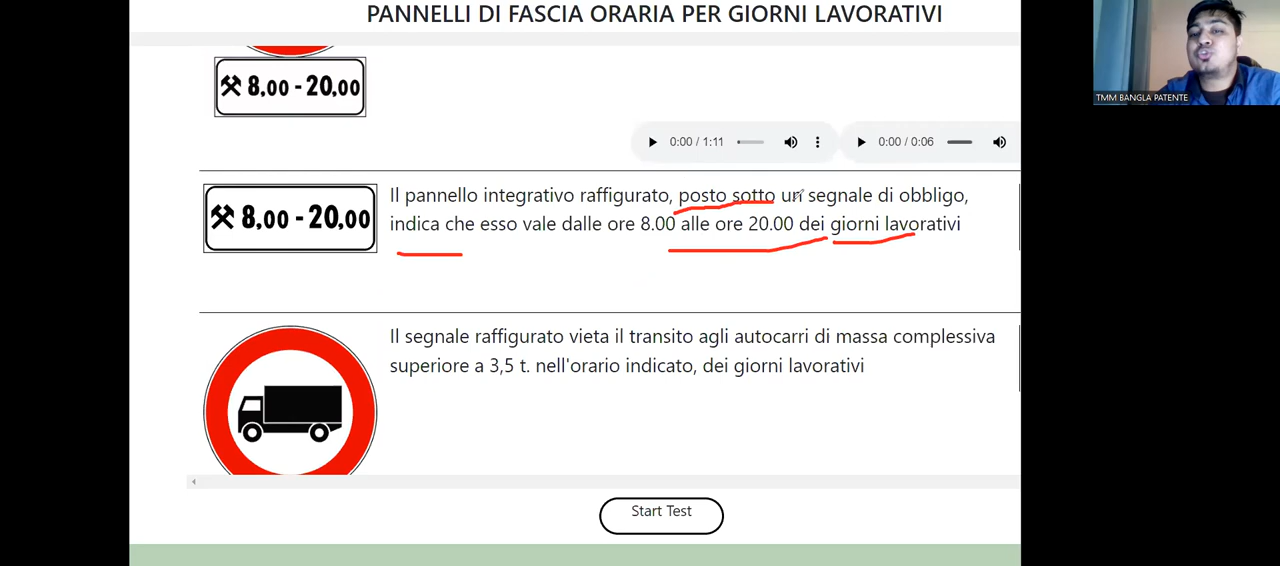 PANNELLI DI FASCIA ORARIA PER GIORNI LAVORATIVI
8,00 - 20,00
0:00 / 1:11
0:00 / 0:06
8,00 - 20,00
Il pannello integrativo raffigurato, posto sotto un segnale di obbligo,
indica che esso vale dalle ore 8.00 alle ore 20.00 dei giorni lavorativi
Il segnale raffigurato vieta il transito agli autocarri di massa complessiva
superiore a 3,5 t. nell'orario indicato, dei giorni lavorativi
Start Test
TMM BANGLA PATENTE